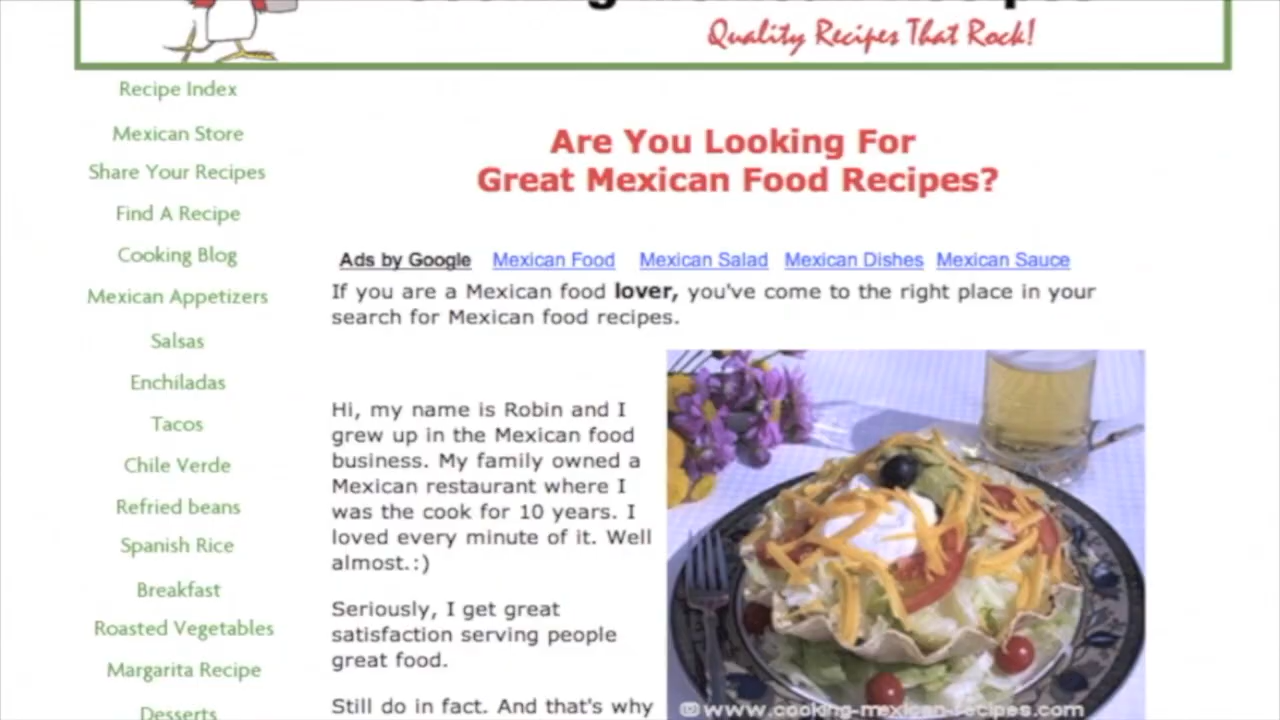 Cooking Mexican Recipes
Quality Recipes That Rock!
Recipe Index
Mexican Store
Share Your Recipes
Find A Recipe
Cooking Blog
Mexican Appetizers
Salsas
Enchiladas
Tacos
Chile Verde
Refried beans
Spanish Rice
Breakfast
Roasted Vegetables
Margarita Recipe
Desserts
Are You Looking For
Great Mexican Food Recipes?
Ads by Google Mexican Food Mexican Salad Mexican Dishes Mexican Sauce
If you are a Mexican food lover, you've come to the right place in your
search for Mexican food recipes.
Hi, my name is Robin and I
grew up in the Mexican food
business. My family owned a
Mexican restaurant where I
was the cook for 10 years. I
loved every minute of it. Well
almost.:)
Seriously, I get great
satisfaction serving people
great food.
Still do in fact. And that's why
©www.cooking-mexican-recipes.com